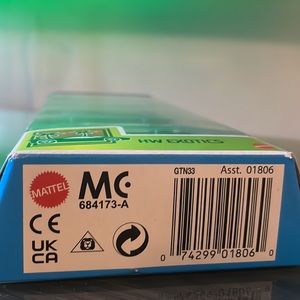 HW EXOTICS
MATTEL
MC
684173-A
GTN33 Asst. 01806
CE
UK
CA
0 74299 01806 0